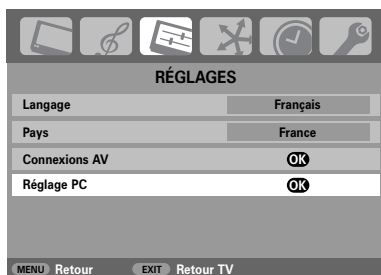 RÉGLAGES
Langage Français
Pays France
Connexions AV OK
Réglage PC OK
MENU Retour EXIT Retour TV